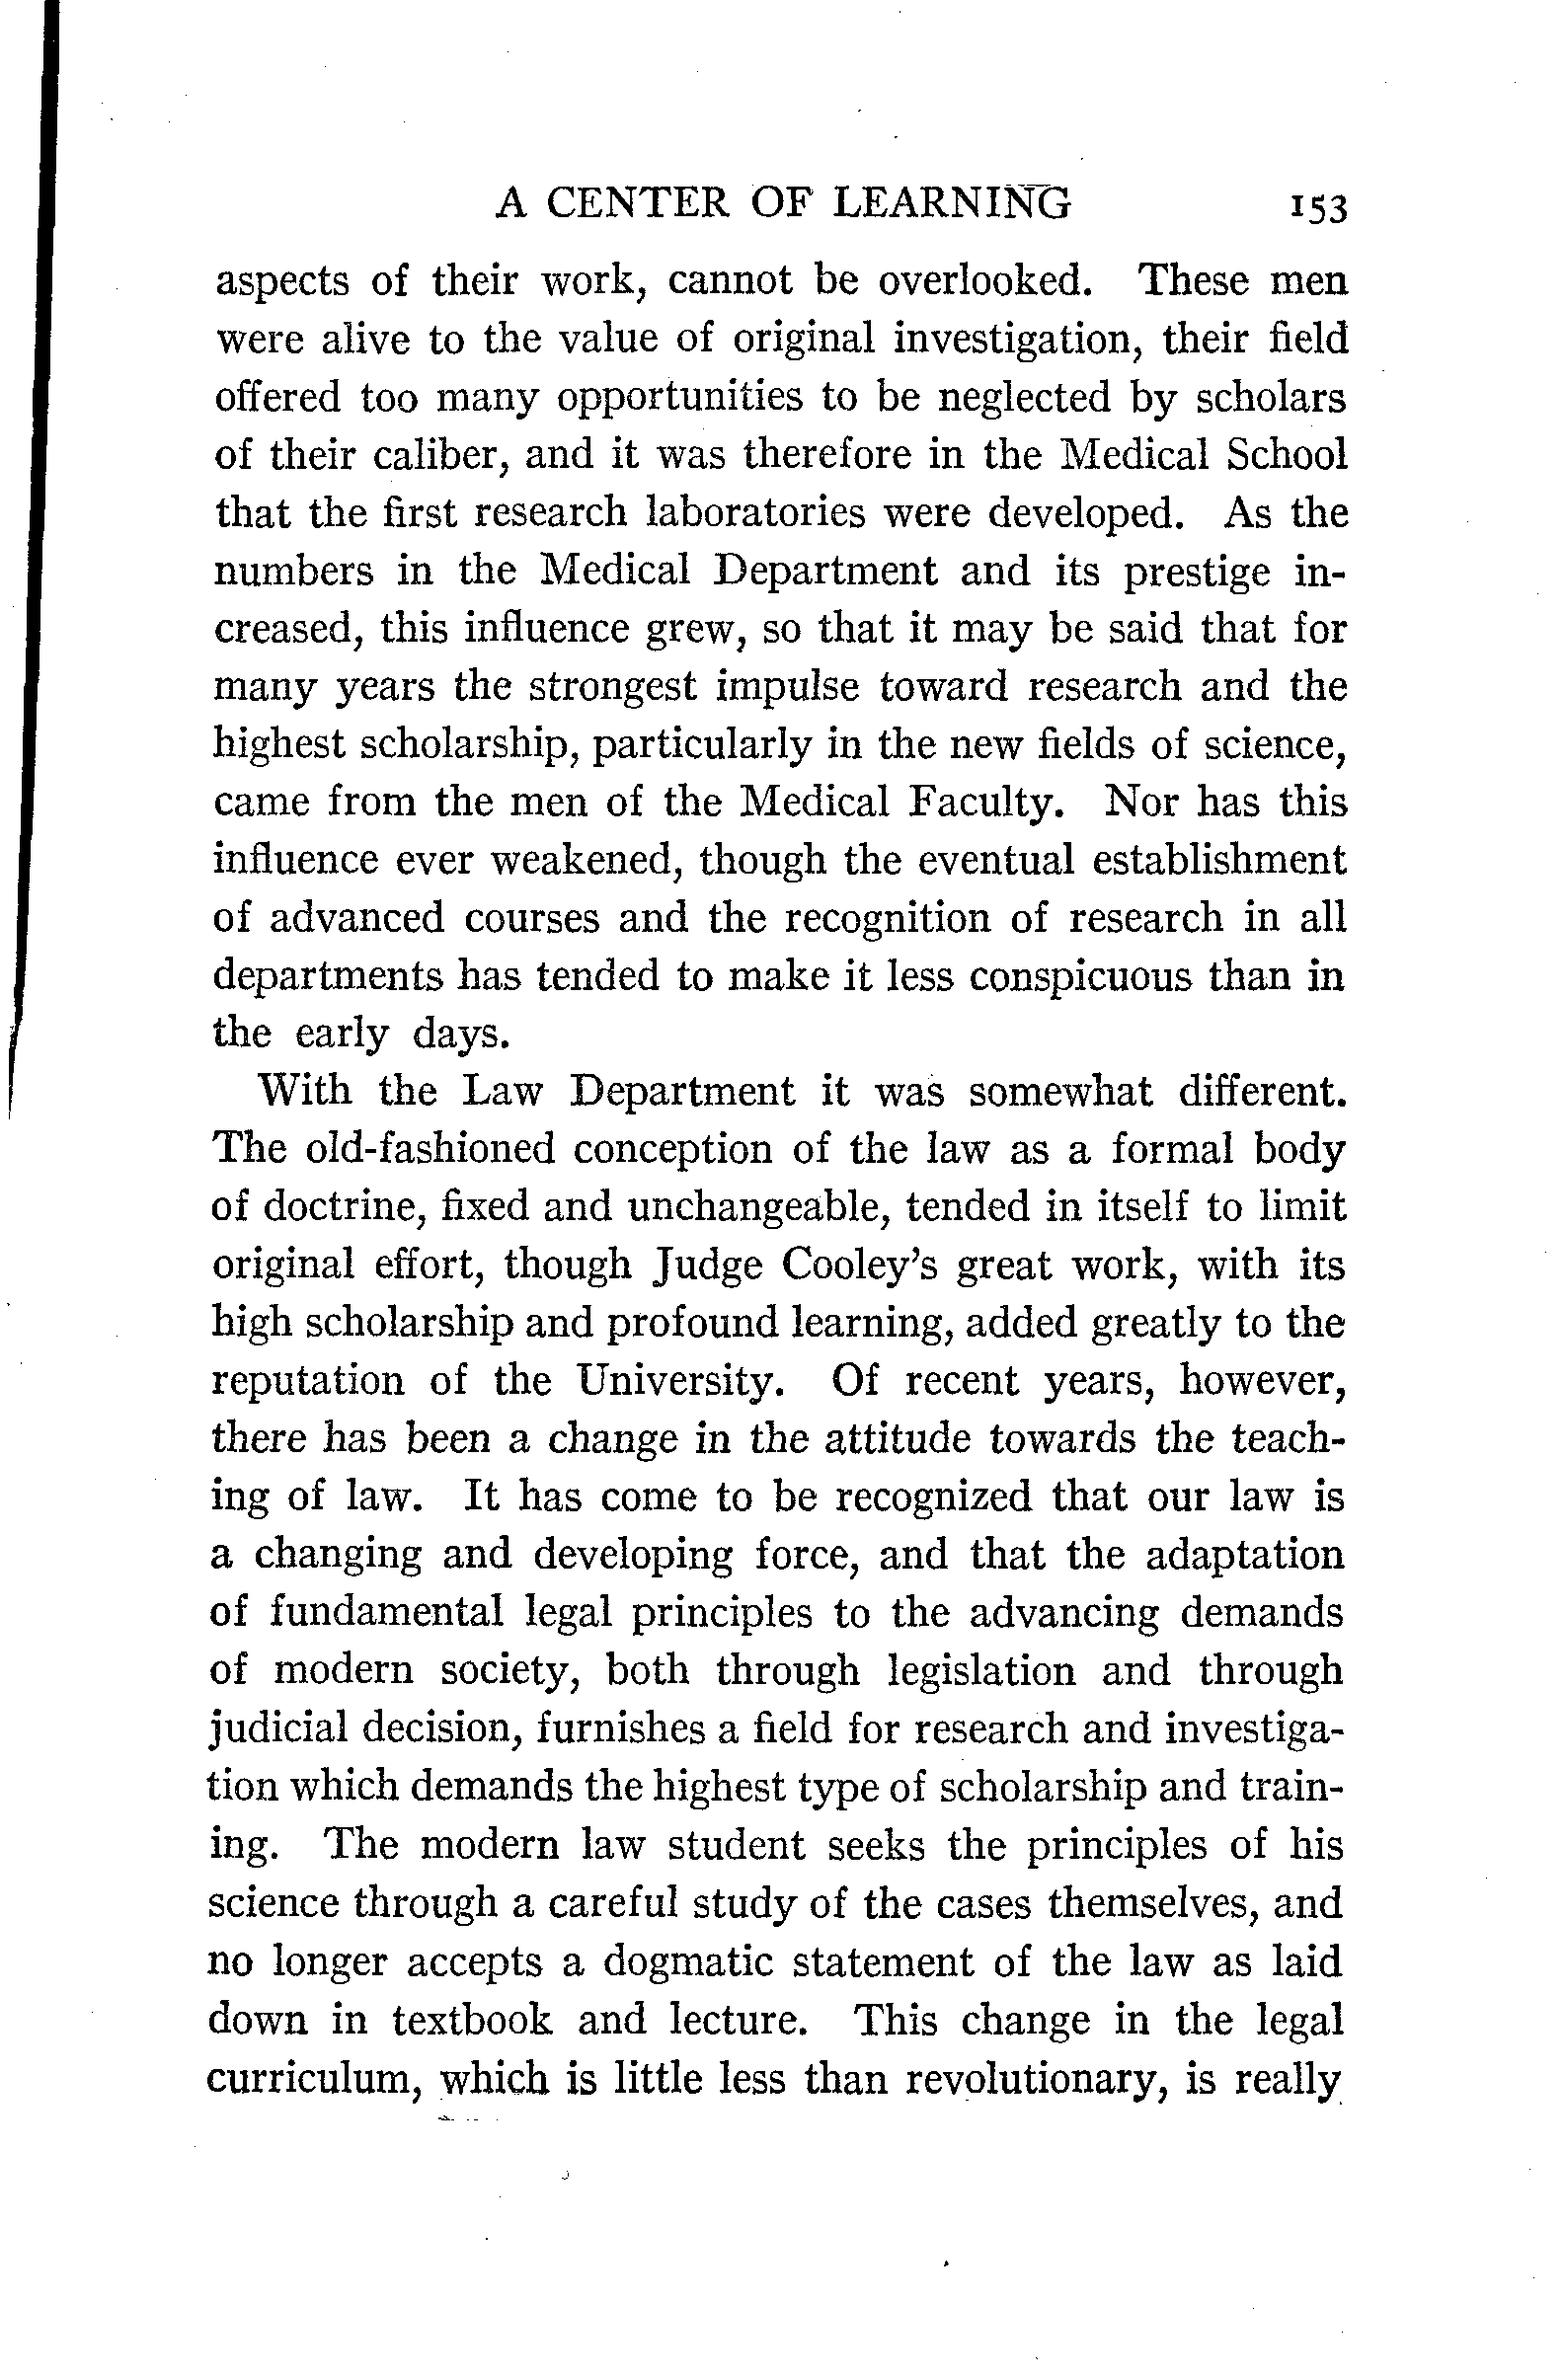 A CENTER OF LEARNING 153
aspects of their work, cannot be overlooked. These men
were alive to the value of original investigation, their field
offered too many opportunities to be neglected by scholars
of their caliber, and it was therefore in the Medical School
that the first research laboratories were developed. As the
numbers in the Medical Department and its prestige in-
creased, this influence grew, so that it may be said that for
many years the strongest impulse toward research and the
highest scholarship, particularly in the new fields of science,
came from the men of the Medical Faculty. Nor has this
influence ever weakened, though the eventual establishment
of advanced courses and the recognition of research in all
departments has tended to make it less conspicuous than in
the early days.
With the Law Department it was somewhat different.
The old-fashioned conception of the law as a formal body
of doctrine, fixed and unchangeable, tended in itself to limit
original effort, though Judge Cooley's great work, with its
high scholarship and profound learning, added greatly to the
reputation of the University. Of recent years, however,
there has been a change in the attitude towards the teach-
ing of law. It has come to be recognized that our law is
a changing and developing force, and that the adaptation
of fundamental legal principles to the advancing demands
of modern society, both through legislation and through
judicial decision, furnishes a field for research and investiga-
tion which demands the highest type of scholarship and train-
ing. The modern law student seeks the principles of his
science through a careful study of the cases themselves, and
no longer accepts a dogmatic statement of the law as laid
down in textbook and lecture. This change in the legal
curriculum, which is little less than revolutionary, is really